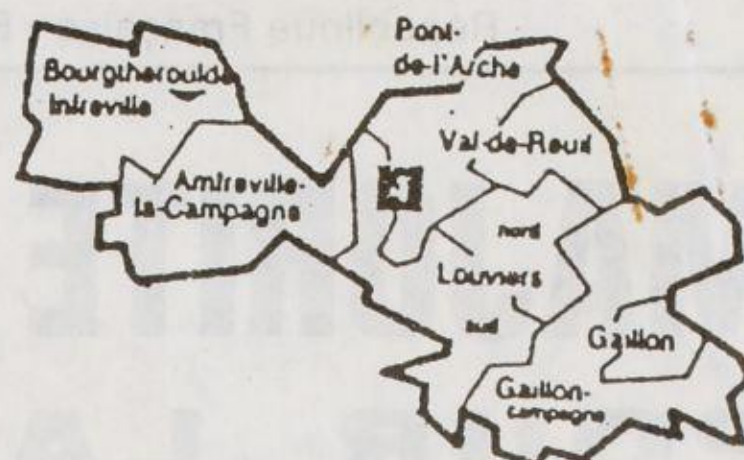 Pont-
de-l'Arche
Bourgtheroulde
Infreville
Val-de-Reuil
Amfreville-
la-Campagne
nord
Louviers
sud
Gaillon
Gaillon-
campagne